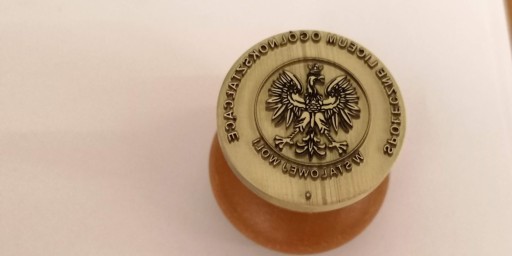 SPOŁECZNE LICEUM OGÓLNOKSZTAŁCĄCE
W STALOWEJ WOLI